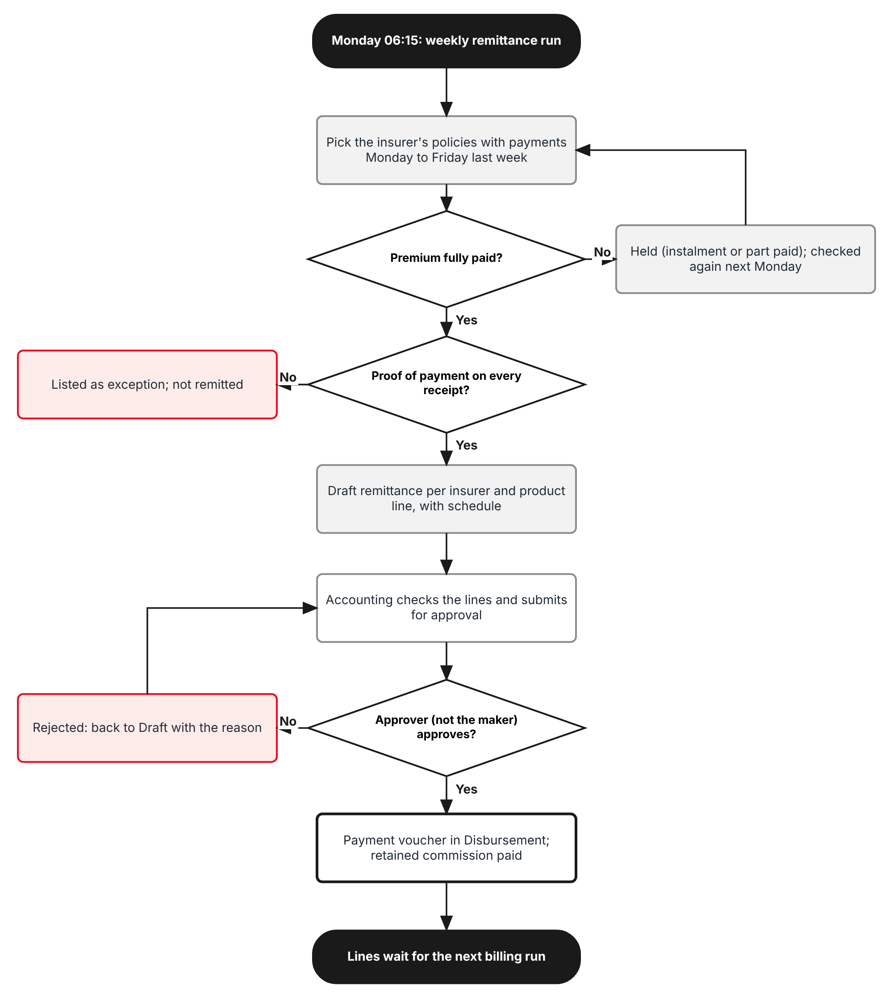 Monday 06:15: weekly remittance run
Pick the insurer's policies with payments
Monday to Friday last week
Premium fully paid?
No
Held (instalment or part paid); checked
again next Monday
Yes
Proof of payment on every
receipt?
No
Listed as exception; not remitted
Yes
Draft remittance per insurer and product
line, with schedule
Accounting checks the lines and submits
for approval
Approver (not the maker)
approves?
No
Rejected: back to Draft with the reason
Yes
Payment voucher in Disbursement;
retained commission paid
Lines wait for the next billing run